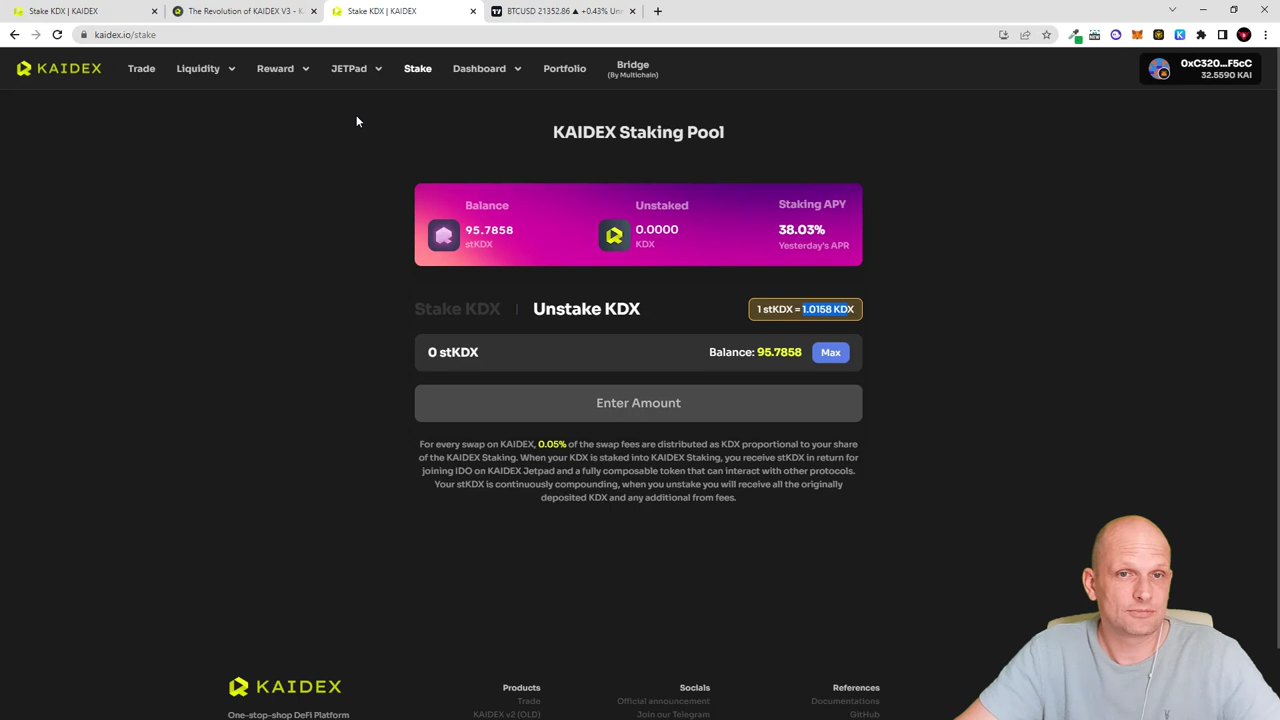 Stake KDX | KAIDEX
The Revolution of KAIDEX V3 - K
Stake KDX | KAIDEX
BTCUSD 21352.86 ▲ +0.43% Unn
kaidex.io/stake
KAIDEX
Trade
Liquidity
Reward
JETPad
Stake
Dashboard
Portfolio
Bridge
(By Multichain)
0xC320...F5cC
32.5590 KAI
KAIDEX Staking Pool
Balance
95.7858
stKDX
Unstaked
0.0000
KDX
Staking APY
38.03%
Yesterday's APR
Stake KDX | Unstake KDX
1 stKDX = 1.0158 KDX
0 stKDX
Balance: 95.7858
Max
Enter Amount
For every swap on KAIDEX, 0.05% of the swap fees are distributed as KDX proportional to your share
of the KAIDEX Staking. When your KDX is staked into KAIDEX Staking, you receive stKDX in return for
joining IDO on KAIDEX Jetpad and a fully composable token that can interact with other protocols.
Your stKDX is continuously compounding, when you unstake you will receive all the originally
deposited KDX and any additional from fees.
KAIDEX
One-stop-shop DeFi Platform
Products
Trade
KAIDEX v2 (OLD)
Socials
Official announcement
Join our Telegram
References
Documentations
GitHub